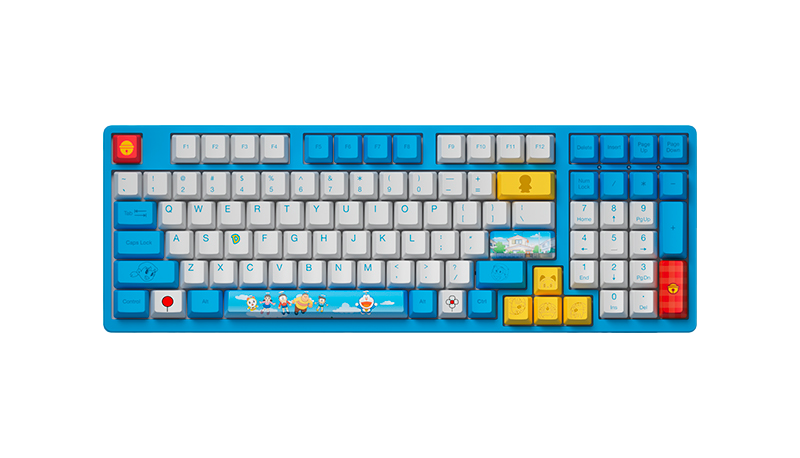 F1 F2 F3 F4 F5 F6 F7 F8 F9 F10 F11 F12 Delete Insert Page Up Page Down
~ ` ! 1 @ 2 # 3 $ 4 % 5 ^ 6 & 7 * 8 ( 9 ) 0 _ - + = Num Lock / * -
Tab Q W E R T Y U I O P { [ } ] | \ 7 Home 8 ↑ 9 PgUp +
Caps Lock A S D F G H J K L : ; " ' 4 ← 5 6 →
Z X C V B N M < , > . ? / 1 End 2 ↓ 3 PgDn
Control Alt Alt Ctrl 0 Ins . Del